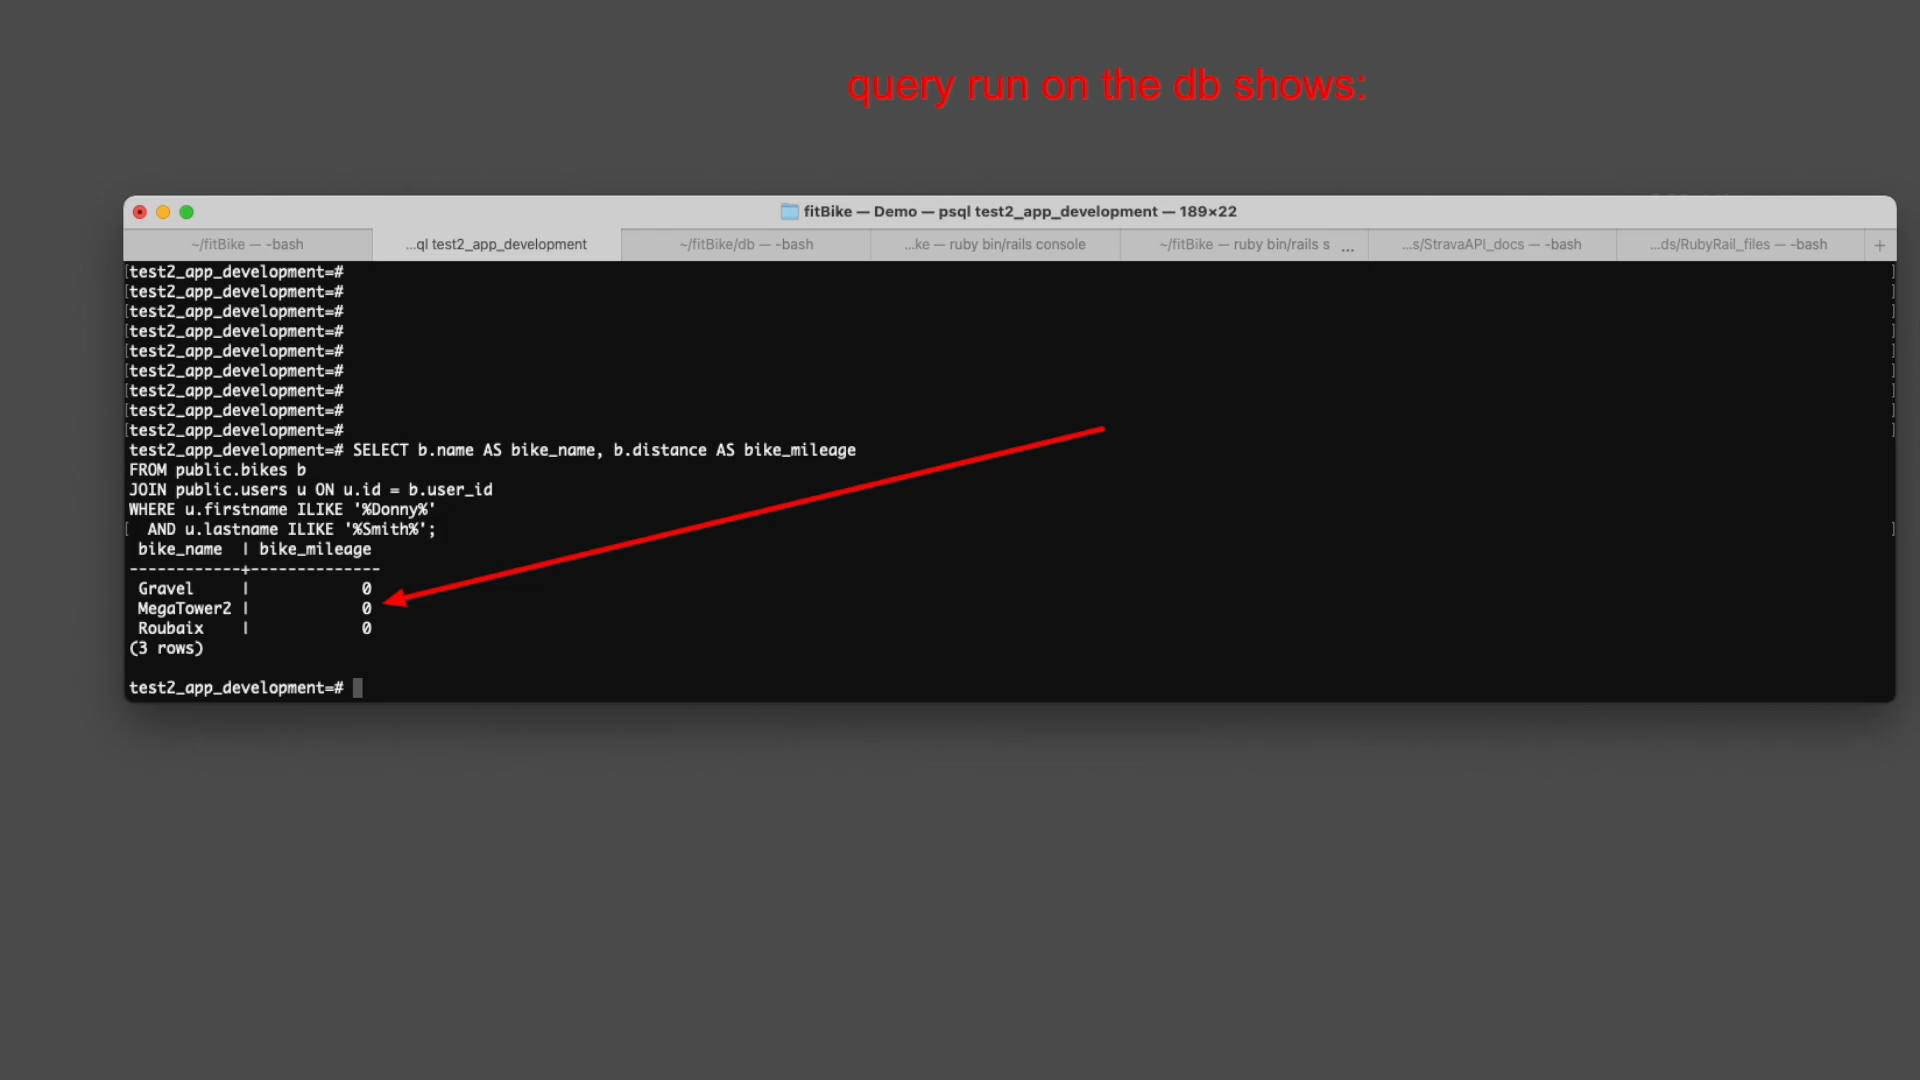 query run on the db shows:
fitBike — Demo — psql test2_app_development — 189×22
~/fitBike — -bash
...ql test2_app_development
~/fitBike/db — -bash
...ke — ruby bin/rails console
~/fitBike — ruby bin/rails s ...
...s/StravaAPI_docs — -bash
...ds/RubyRail_files — -bash
+
[test2_app_development=# ]
[test2_app_development=# ]
[test2_app_development=# ]
[test2_app_development=# ]
[test2_app_development=# ]
[test2_app_development=# ]
[test2_app_development=# ]
[test2_app_development=# ]
[test2_app_development=# ]
test2_app_development=# SELECT b.name AS bike_name, b.distance AS bike_mileage
FROM public.bikes b
JOIN public.users u ON u.id = b.user_id
WHERE u.firstname ILIKE '%Donny%'
[ AND u.lastname ILIKE '%Smith%'; ]
bike_name | bike_mileage
------------+--------------
Gravel | 0
MegaTower2 | 0
Roubaix | 0
(3 rows)
test2_app_development=#